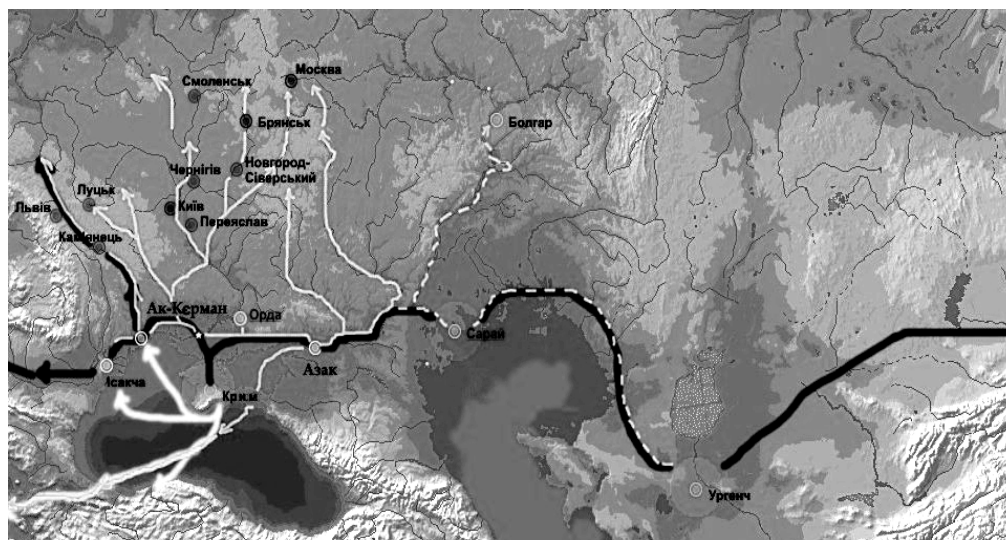 Москва
Смоленськ
Брянськ
Болгар
Новгород-
Сіверський
Чернігів
Луцьк
Київ
Львів
Переяслав
Кам'янець
Ак-Керман
Орда
Сарай
Азак
Ісакча
Крим
Ургенч